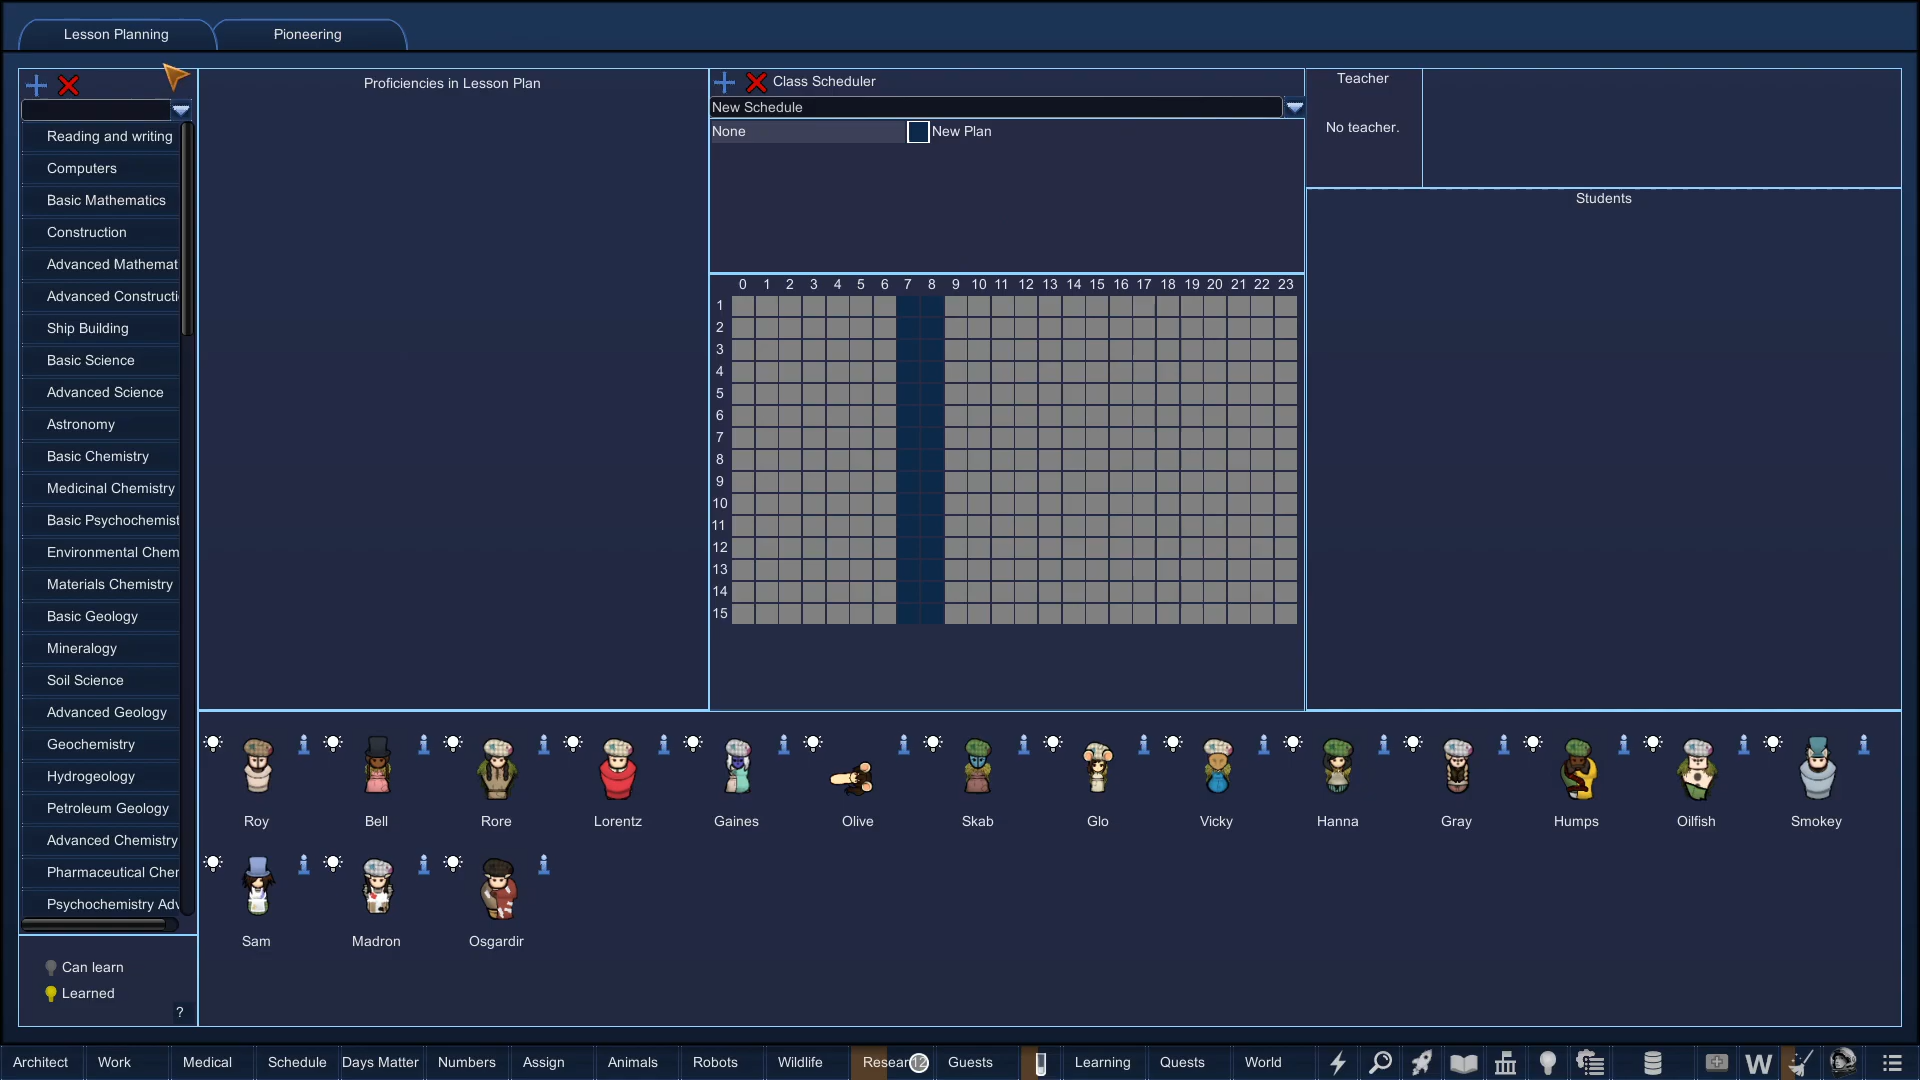 Lesson Planning
Pioneering
Reading and writing
Computers
Basic Mathematics
Construction
Advanced Mathemat
Advanced Constructi
Ship Building
Basic Science
Advanced Science
Astronomy
Basic Chemistry
Medicinal Chemistry
Basic Psychochemist
Environmental Chem
Materials Chemistry
Basic Geology
Mineralogy
Soil Science
Advanced Geology
Geochemistry
Hydrogeology
Petroleum Geology
Advanced Chemistry
Pharmaceutical Cher
Psychochemistry Adv
Can learn
Learned
?
Proficiencies in Lesson Plan
Class Scheduler
New Schedule
None
New Plan
0 1 2 3 4 5 6 7 8 9 10 11 12 13 14 15 16 17 18 19 20 21 22 23
1
2
3
4
5
6
7
8
9
10
11
12
13
14
15
Teacher
No teacher.
Students
Roy Bell Rore Lorentz Gaines Olive Skab Glo Vicky Hanna Gray Humps Oilfish Smokey
Sam Madron Osgardir
Architect Work Medical Schedule Days Matter Numbers Assign Animals Robots Wildlife Resear 12 Guests Learning Quests World W